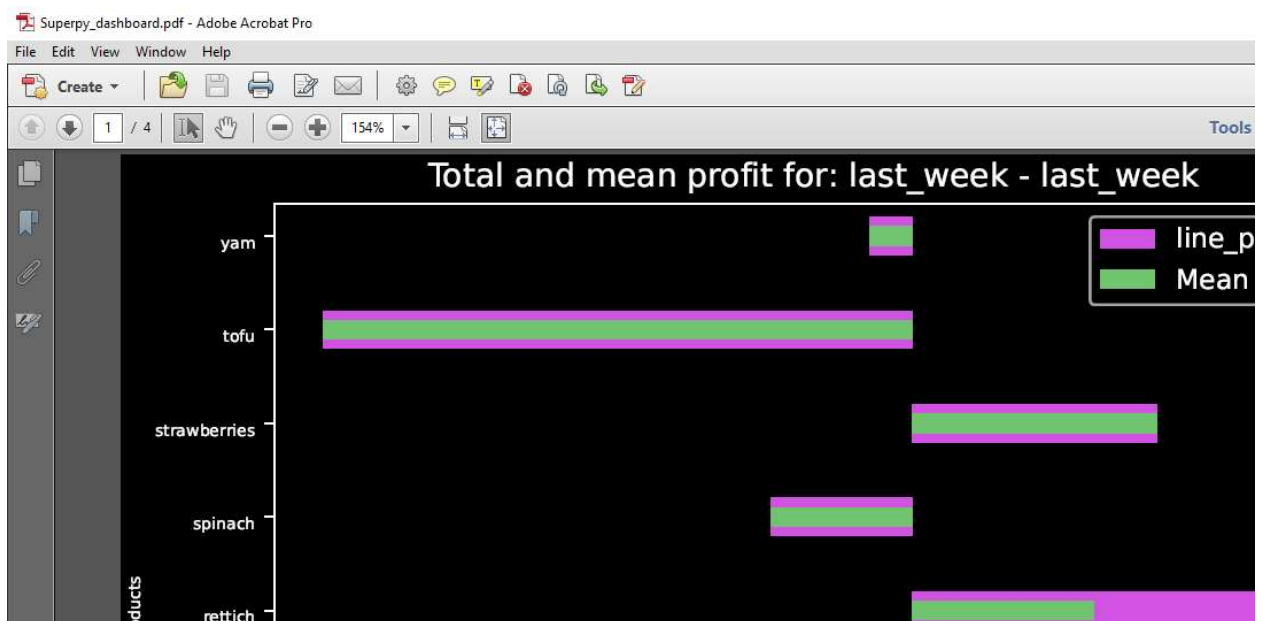 Superpy_dashboard.pdf - Adobe Acrobat Pro
File Edit View Window Help
Create
1 / 4 154% Tools
Total and mean profit for: last_week - last_week
yam
line_p
Mean
tofu
strawberries
spinach
ducts
rettich